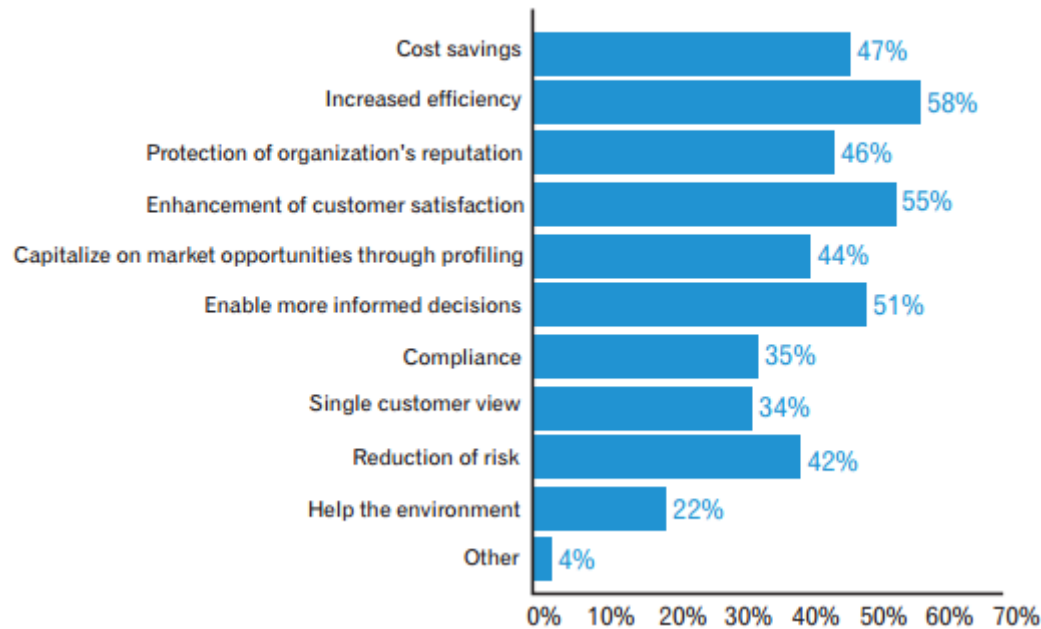 Cost savings 47%
Increased efficiency 58%
Protection of organization's reputation 46%
Enhancement of customer satisfaction 55%
Capitalize on market opportunities through profiling 44%
Enable more informed decisions 51%
Compliance 35%
Single customer view 34%
Reduction of risk 42%
Help the environment 22%
Other 4%
0% 10% 20% 30% 40% 50% 60% 70%